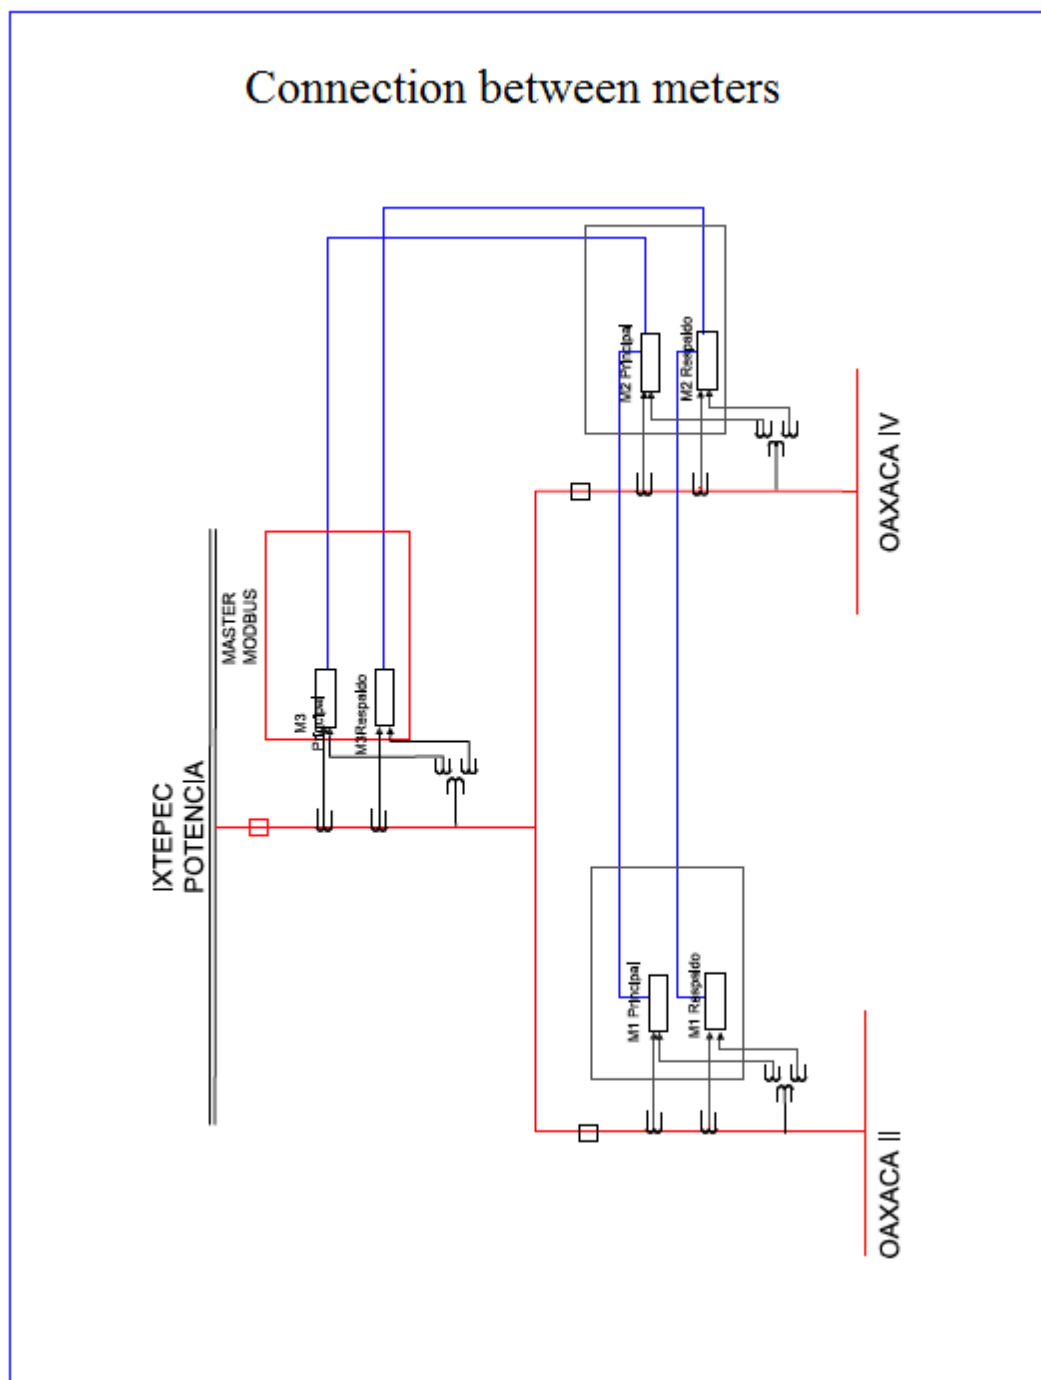 Connection between meters
M2 Principal
M2 Respaldo
OAXACA IV
MASTER
MODBUS
M3
Principal
M3Respaldo
IXTEPEC
POTENCIA
M1 Principal
M1 Respaldo
OAXACA II